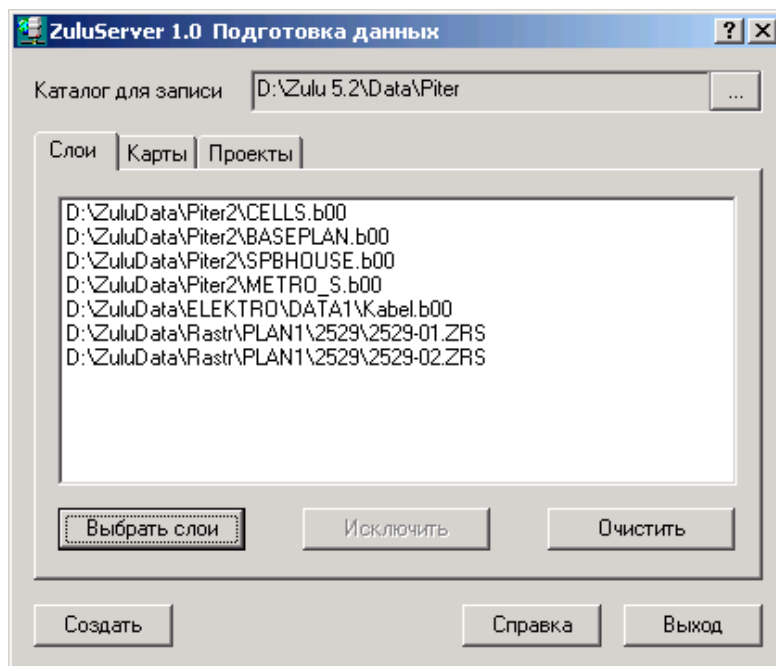 ZuluServer 1.0 Подготовка данных
Каталог для записи D:\Zulu 5.2\Data\Piter ...
Слои Карты Проекты
D:\ZuluData\Piter2\CELLS.b00
D:\ZuluData\Piter2\BASEPLAN.b00
D:\ZuluData\Piter2\SPBHOUSE.b00
D:\ZuluData\Piter2\METRO_S.b00
D:\ZuluData\ELEKTRO\DATA1\Kabel.b00
D:\ZuluData\Rastr\PLAN1\2529\2529-01.ZRS
D:\ZuluData\Rastr\PLAN1\2529\2529-02.ZRS
Выбрать слои Исключить Очистить
Создать Справка Выход